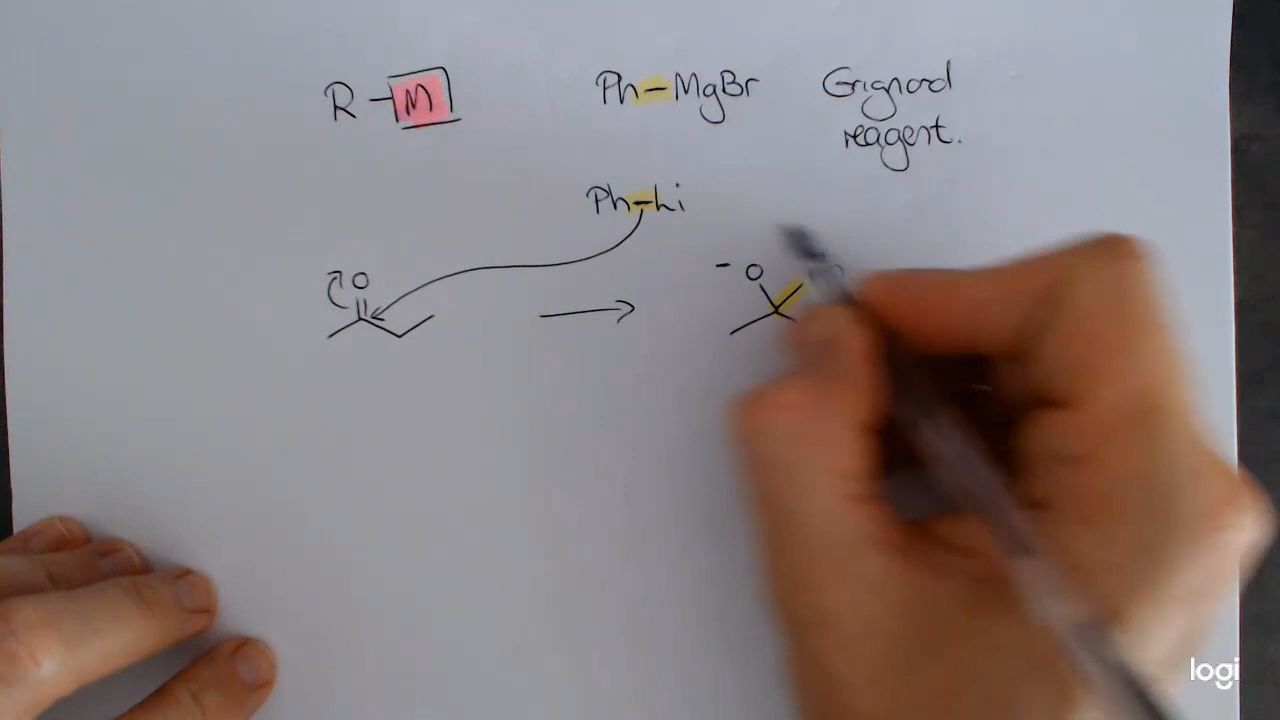 R-M
Ph-MgBr
Grignard
reagent.
Ph-Li
O
- O
logi